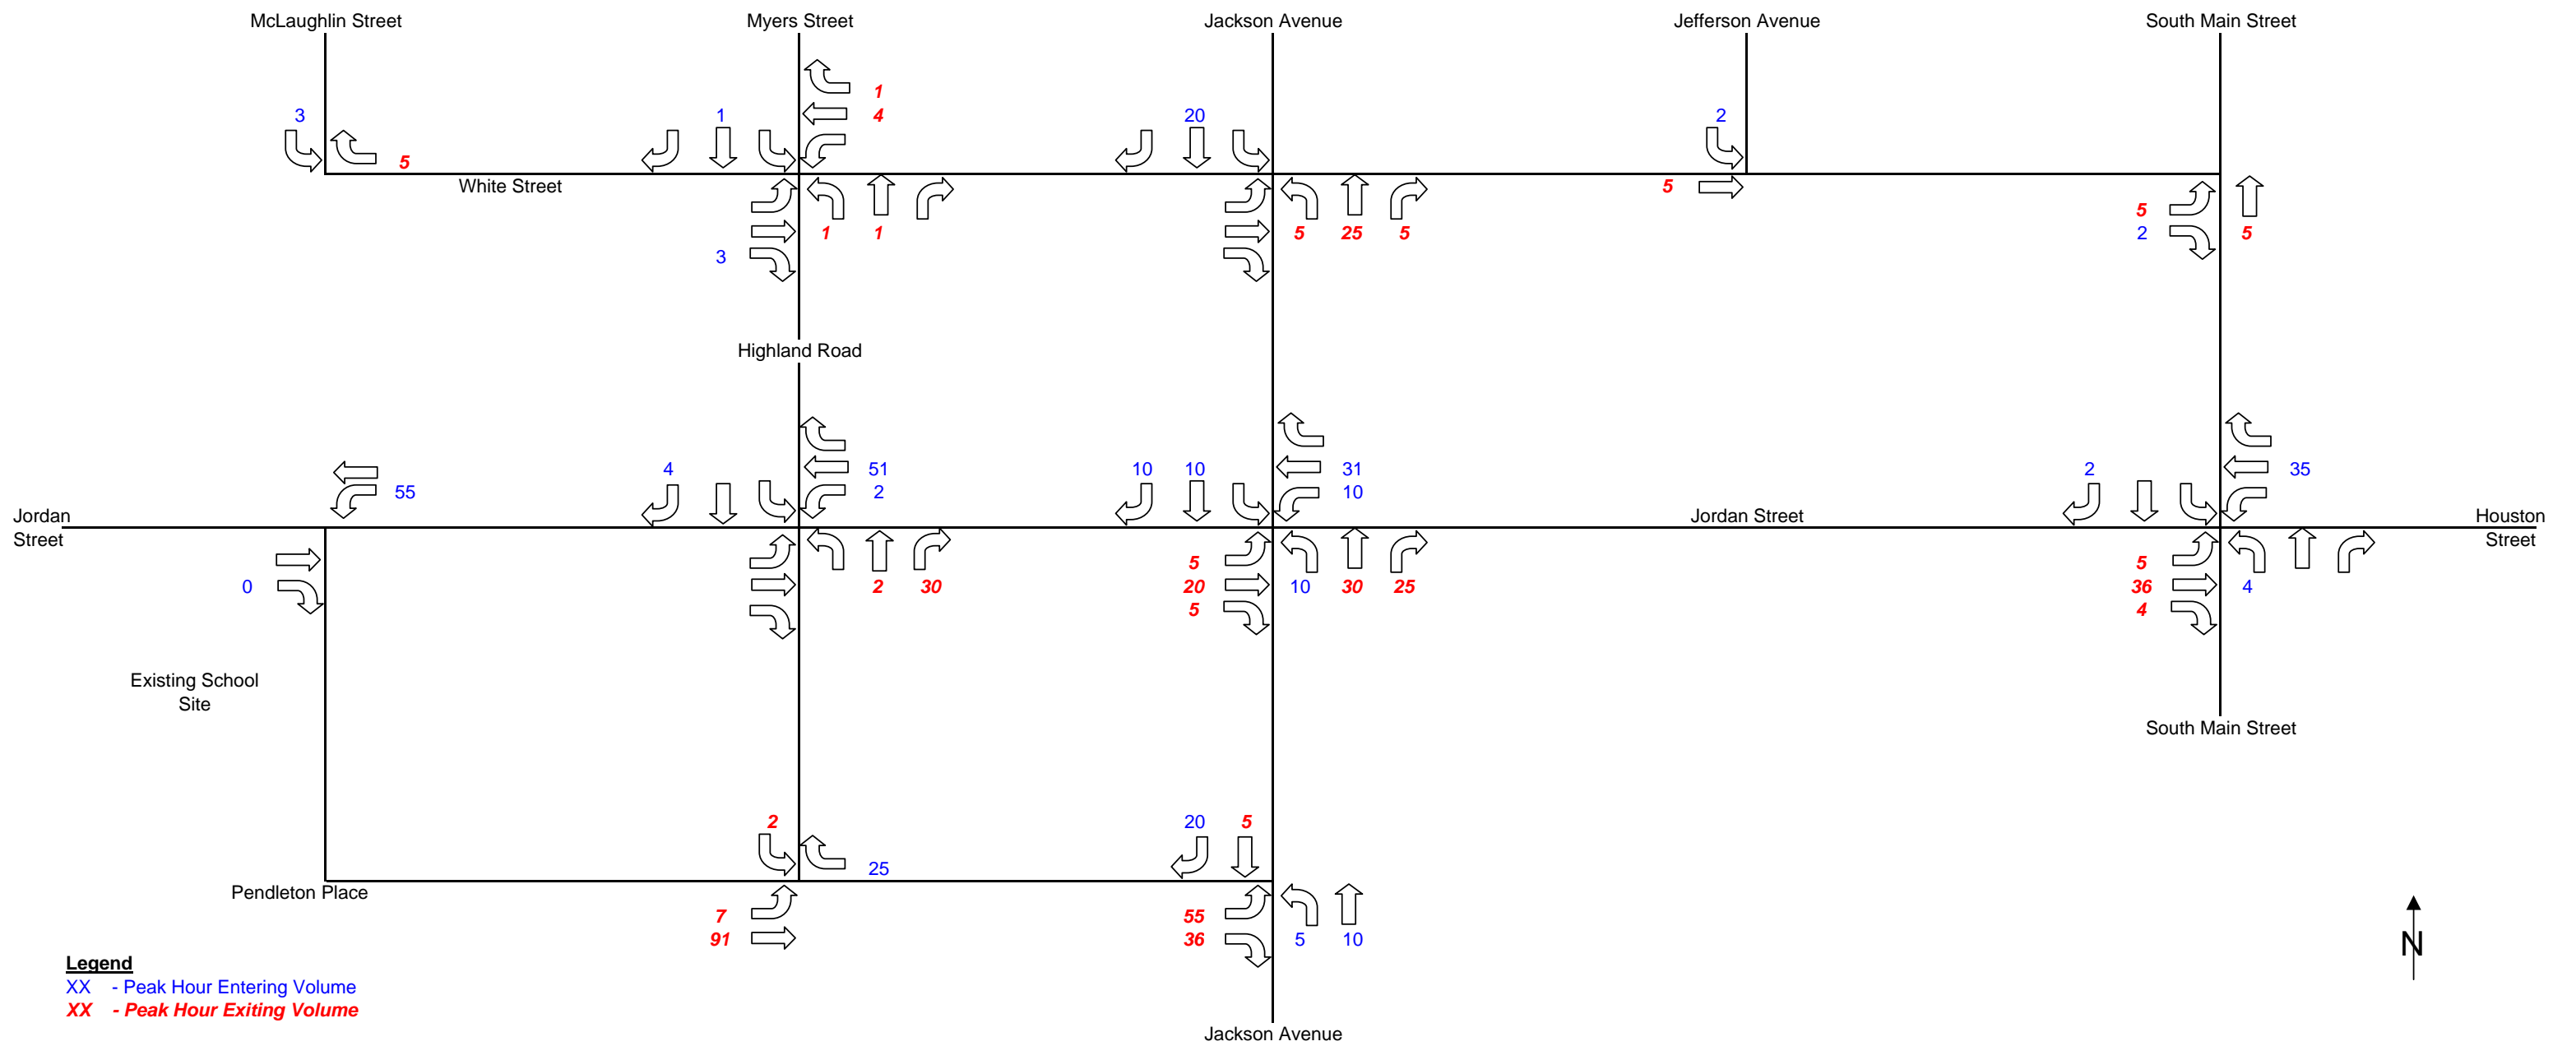 McLaughlin Street Myers Street Jackson Avenue Jefferson Avenue South Main Street
1
3 1 4 20 2
5
White Street 5
5
1 1 5 25 5 2 5
3
Highland Road
4 51 10 10 31 2 35
55 2 10
Jordan Street Jordan Street Houston Street
5 5
0 2 30 20 10 30 25 36 4
5 4
Existing School
Site
South Main Street
2 20 5
25
Pendleton Place
7 55
91 36 5 10
N
Legend
XX - Peak Hour Entering Volume
XX - Peak Hour Exiting Volume
Jackson Avenue